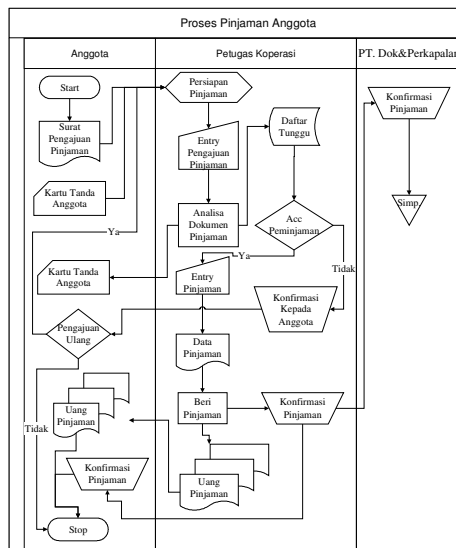 Proses Pinjaman Anggota
Anggota
Petugas Koperasi
PT. Dok&Perkapalan
Start
Surat
Pengajuan
Pinjaman
Kartu Tanda
Anggota
Ya
Kartu Tanda
Anggota
Pengajuan
Ulang
Tidak
Uang
Pinjaman
Konfirmasi
Pinjaman
Stop
Persiapan
Pinjaman
Entry
Pengajuan
Pinjaman
Analisa
Dokumen
Pinjaman
Daftar
Tunggu
Acc
Peminjaman
Ya
Tidak
Entry
Pinjaman
Konfirmasi
Kepada
Anggota
Data
Pinjaman
Beri
Pinjaman
Konfirmasi
Pinjaman
Uang
Pinjaman
Konfirmasi
Pinjaman
Simp.